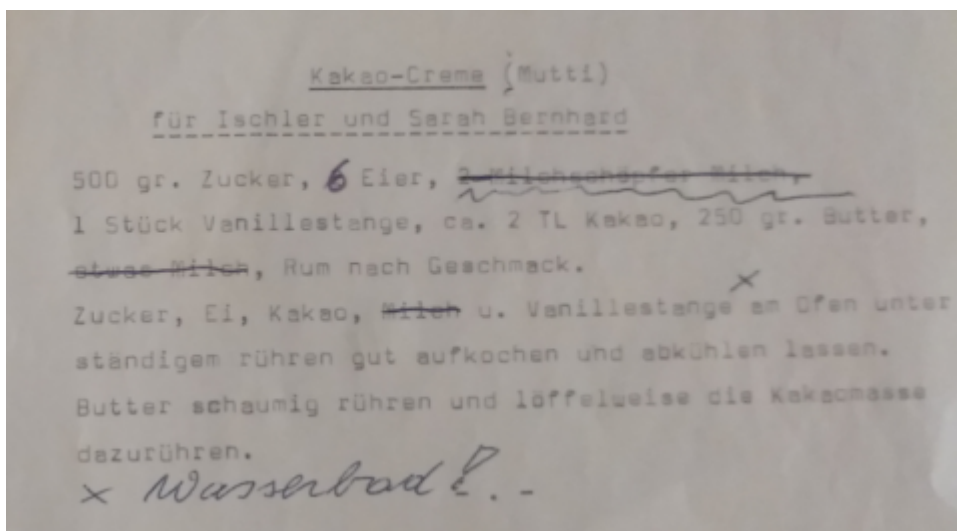 Kakao-Creme (Mutti)
für Ischler und Sarah Bernhard
500 gr. Zucker, 6 Eier, 2 Milchschöpfer Milch,
1 Stück Vanillestange, ca. 2 TL Kakao, 250 gr. Butter,
etwas Milch, Rum nach Geschmack.
Zucker, Ei, Kakao, Milch u. Vanillestange x am Ofen unter
ständigem rühren gut aufkochen und abkühlen lassen.
Butter schaumig rühren und löffelweise die Kakaomasse
dazurühren.
x Wasserbad!. -